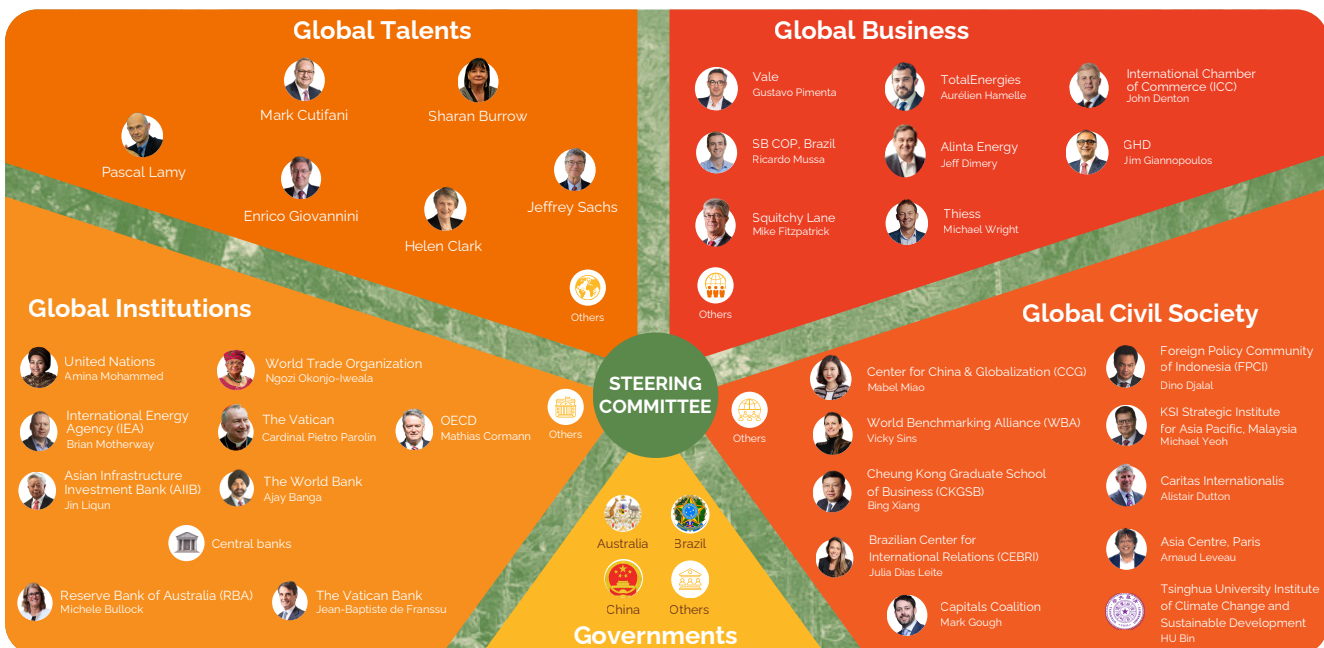 Global Talents
Mark Cutifani
Sharan Burrow
Pascal Lamy
Enrico Giovannini
Helen Clark
Jeffrey Sachs
Others
Global Business
Vale
Gustavo Pimenta
TotalEnergies
Aurélien Hamelle
International Chamber
of Commerce (ICC)
John Denton
SB COP, Brazil
Ricardo Mussa
Alinta Energy
Jeff Dimery
GHD
Jim Giannopoulos
Squitchy Lane
Mike Fitzpatrick
Thiess
Michael Wright
Others
Global Institutions
United Nations
Amina Mohammed
World Trade Organization
Ngozi Okonjo-Iweala
International Energy
Agency (IEA)
Brian Motherway
The Vatican
Cardinal Pietro Parolin
OECD
Mathias Cormann
Others
Asian Infrastructure
Investment Bank (AIIB)
Jin Liqun
The World Bank
Ajay Banga
Central banks
Reserve Bank of Australia (RBA)
Michele Bullock
The Vatican Bank
Jean-Baptiste de Franssu
STEERING
COMMITTEE
Australia
Brazil
China
Others
Governments
Global Civil Society
Others
Center for China & Globalization (CCG)
Mabel Miao
Foreign Policy Community
of Indonesia (FPCI)
Dino Djalal
World Benchmarking Alliance (WBA)
Vicky Sins
KSI Strategic Institute
for Asia Pacific, Malaysia
Michael Yeoh
Cheung Kong Graduate School
of Business (CKGSB)
Bing Xiang
Caritas Internationalis
Alistair Dutton
Brazilian Center for
International Relations (CEBRI)
Julia Dias Leite
Asia Centre, Paris
Arnaud Leveau
Capitals Coalition
Mark Gough
Tsinghua University Institute
of Climate Change and
Sustainable Development
HU Bin